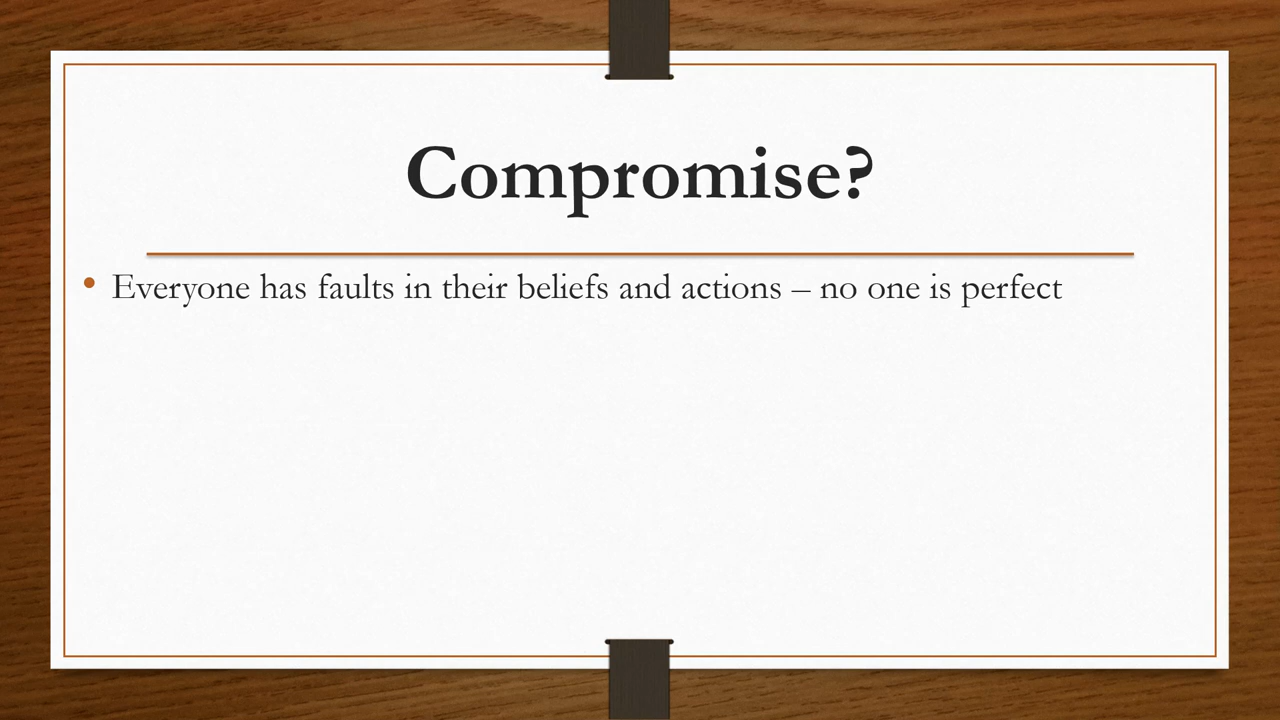 Compromise?
• Everyone has faults in their beliefs and actions – no one is perfect